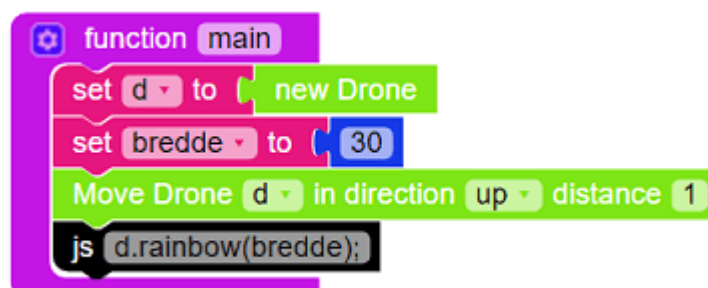 function main
set d to new Drone
set bredde to 30
Move Drone d in direction up distance 1
js d.rainbow(bredde);